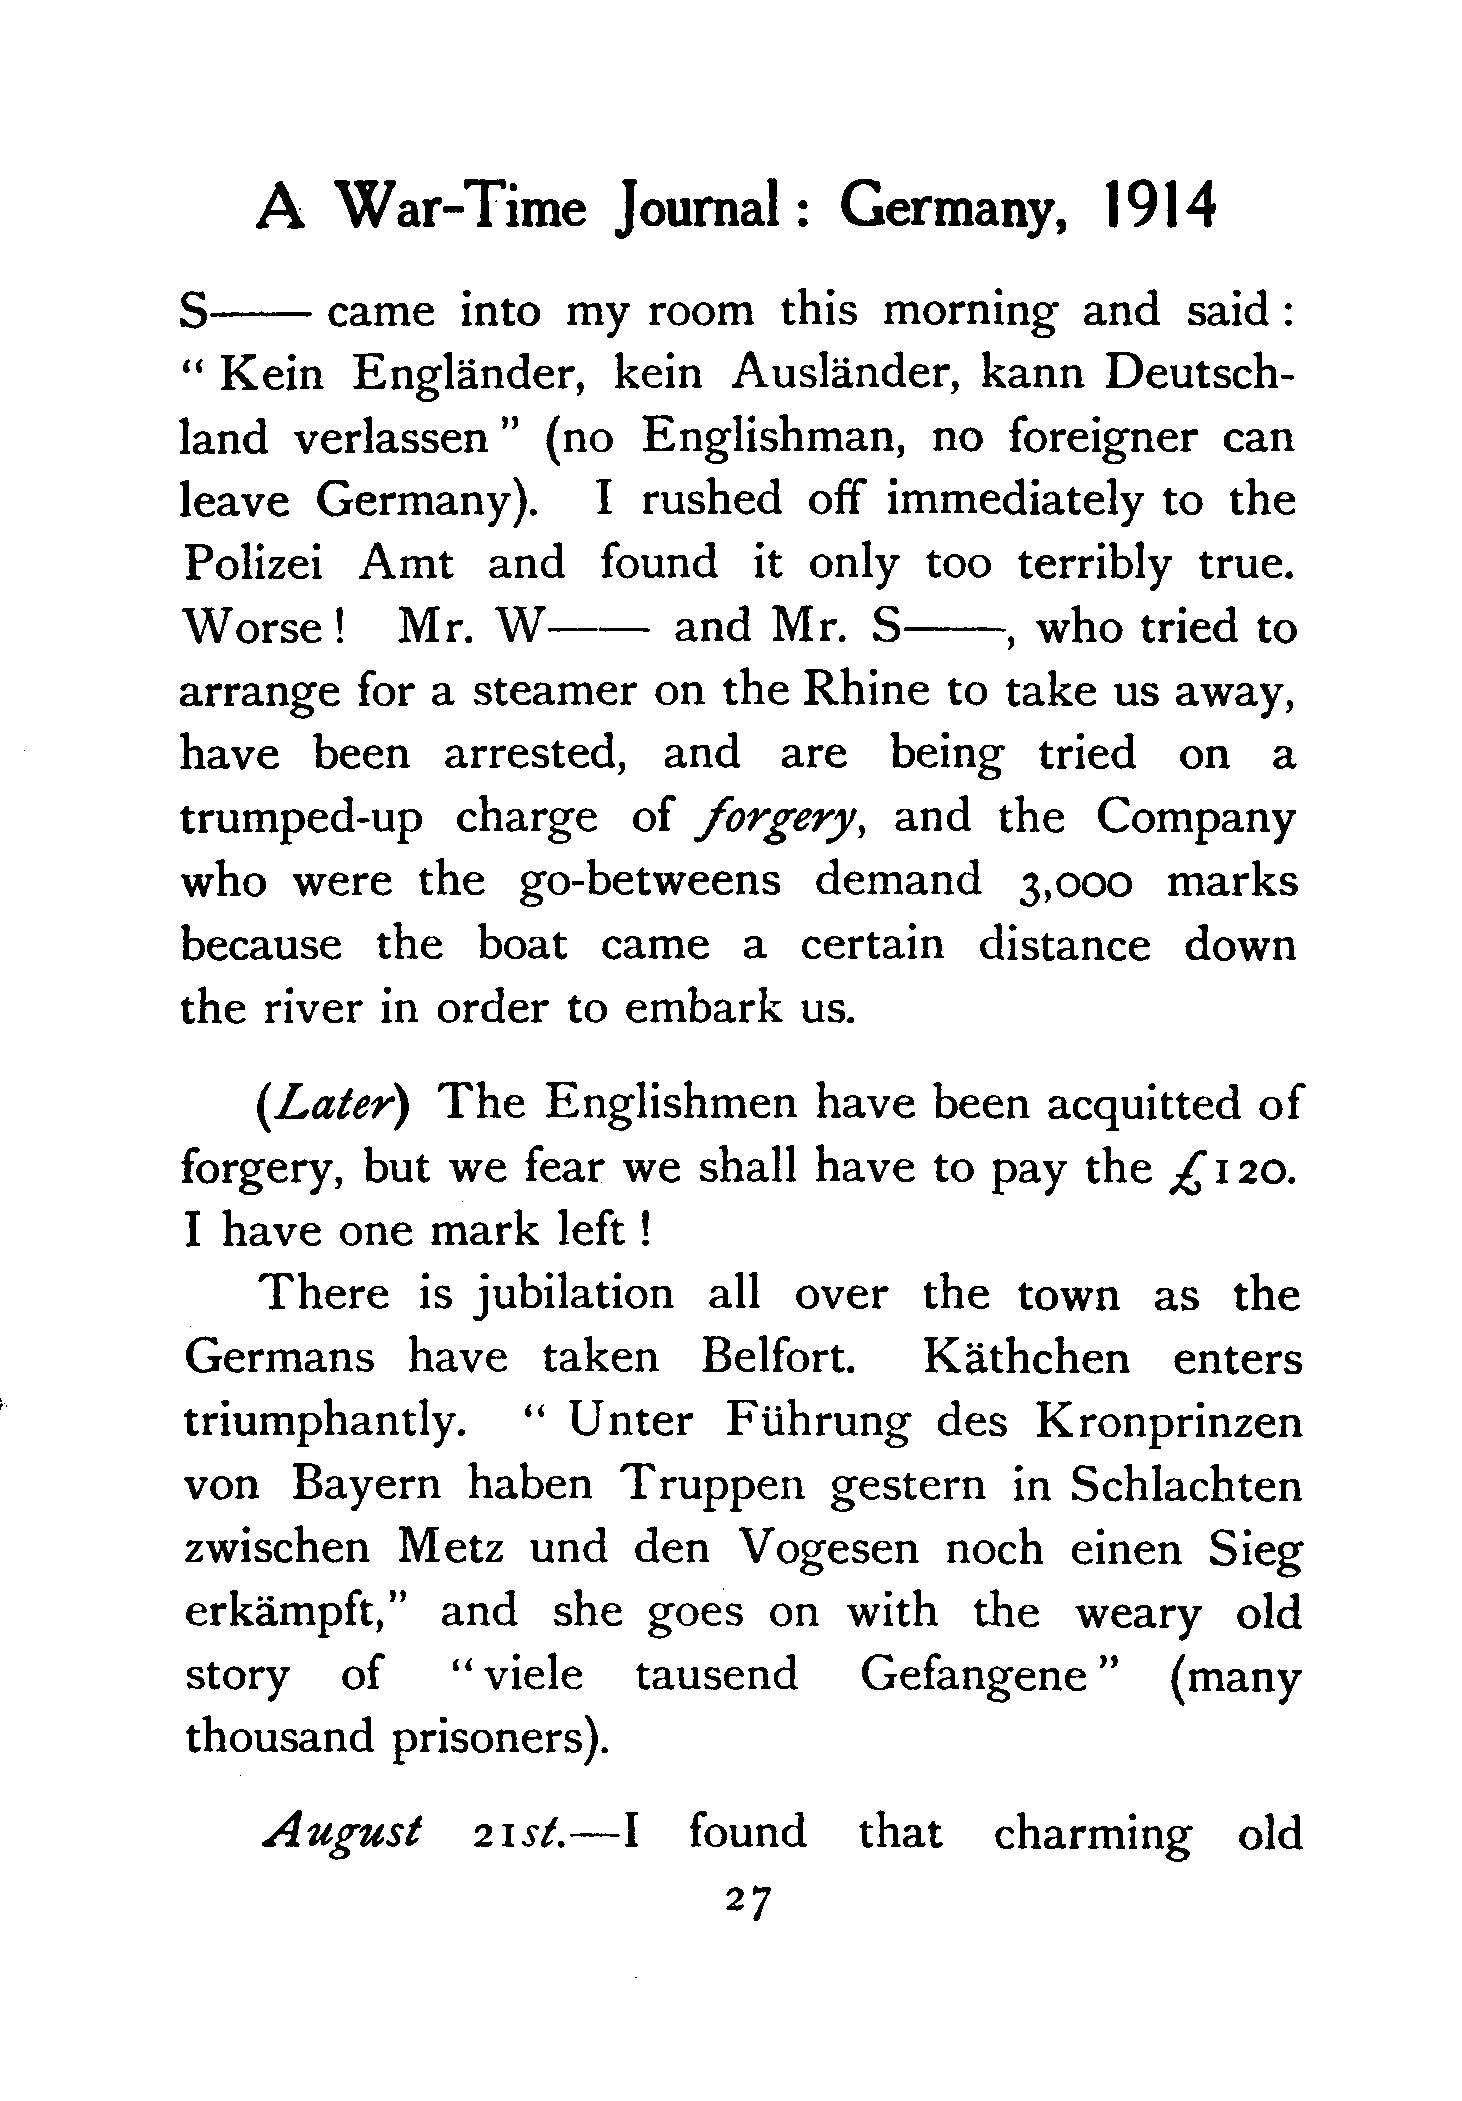 A War-Time Journal : Germany, 1914
S—— came into my room this morning and said :
“ Kein Engländer, kein Ausländer, kann Deutsch-
land verlassen ” (no Englishman, no foreigner can
leave Germany). I rushed off immediately to the
Polizei Amt and found it only too terribly true.
Worse ! Mr. W—— and Mr. S——, who tried to
arrange for a steamer on the Rhine to take us away,
have been arrested, and are being tried on a
trumped-up charge of forgery, and the Company
who were the go-betweens demand 3,000 marks
because the boat came a certain distance down
the river in order to embark us.
(Later) The Englishmen have been acquitted of
forgery, but we fear we shall have to pay the £120.
I have one mark left !
There is jubilation all over the town as the
Germans have taken Belfort. Käthchen enters
triumphantly. “ Unter Führung des Kronprinzen
von Bayern haben Truppen gestern in Schlachten
zwischen Metz und den Vogesen noch einen Sieg
erkämpft,” and she goes on with the weary old
story of “ viele tausend Gefangene ” (many
thousand prisoners).
August 21st.—I found that charming old
27